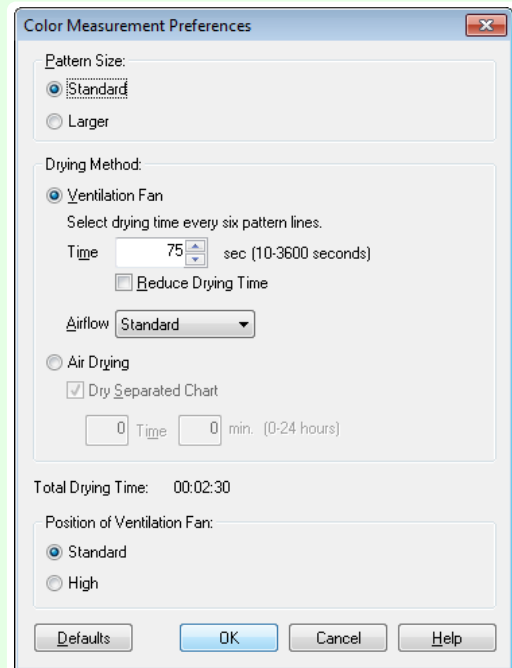 Color Measurement Preferences
Pattern Size:
Standard
Larger
Drying Method:
Ventilation Fan
Select drying time every six pattern lines.
Time 75 sec (10-3600 seconds)
Reduce Drying Time
Airflow Standard
Air Drying
Dry Separated Chart
0 Time 0 min. (0-24 hours)
Total Drying Time: 00:02:30
Position of Ventilation Fan:
Standard
High
Defaults OK Cancel Help